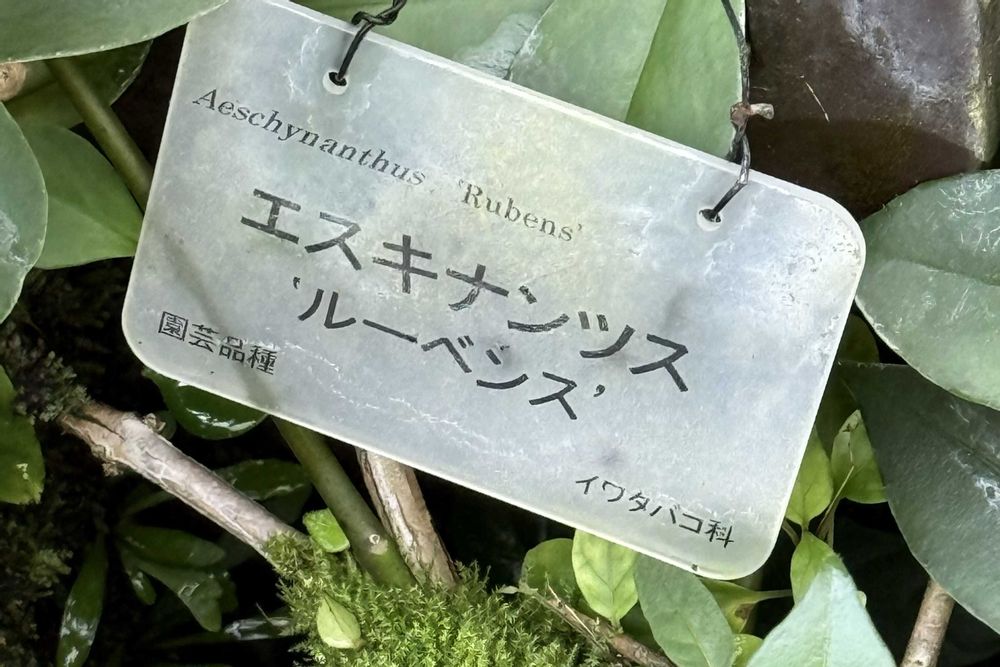 Aeschynanthus 'Rubens'
エスキナンツス
'ルーベンス'
園芸品種
イワタバコ科